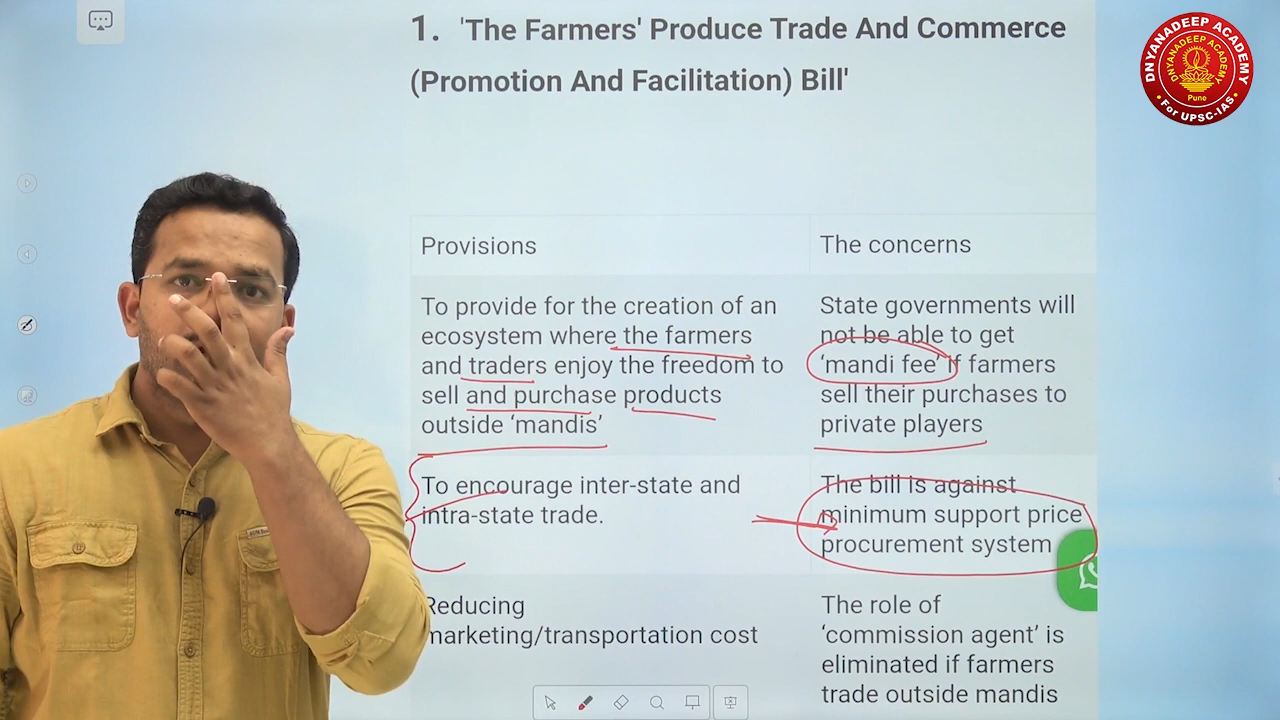 1. 'The Farmers' Produce Trade And Commerce
(Promotion And Facilitation) Bill'
DNYANADEEP ACADEMY
DNYANADEEP ACADEMY
Pune
• For UPSC-IAS •
Provisions
The concerns
To provide for the creation of an
ecosystem where the farmers
and traders enjoy the freedom to
sell and purchase products
outside ‘mandis’
State governments will
not be able to get
‘mandi fee’ if farmers
sell their purchases to
private players
To encourage inter-state and
intra-state trade.
The bill is against
minimum support price
procurement system
Reducing
marketing/transportation cost
The role of
‘commission agent’ is
eliminated if farmers
trade outside mandis